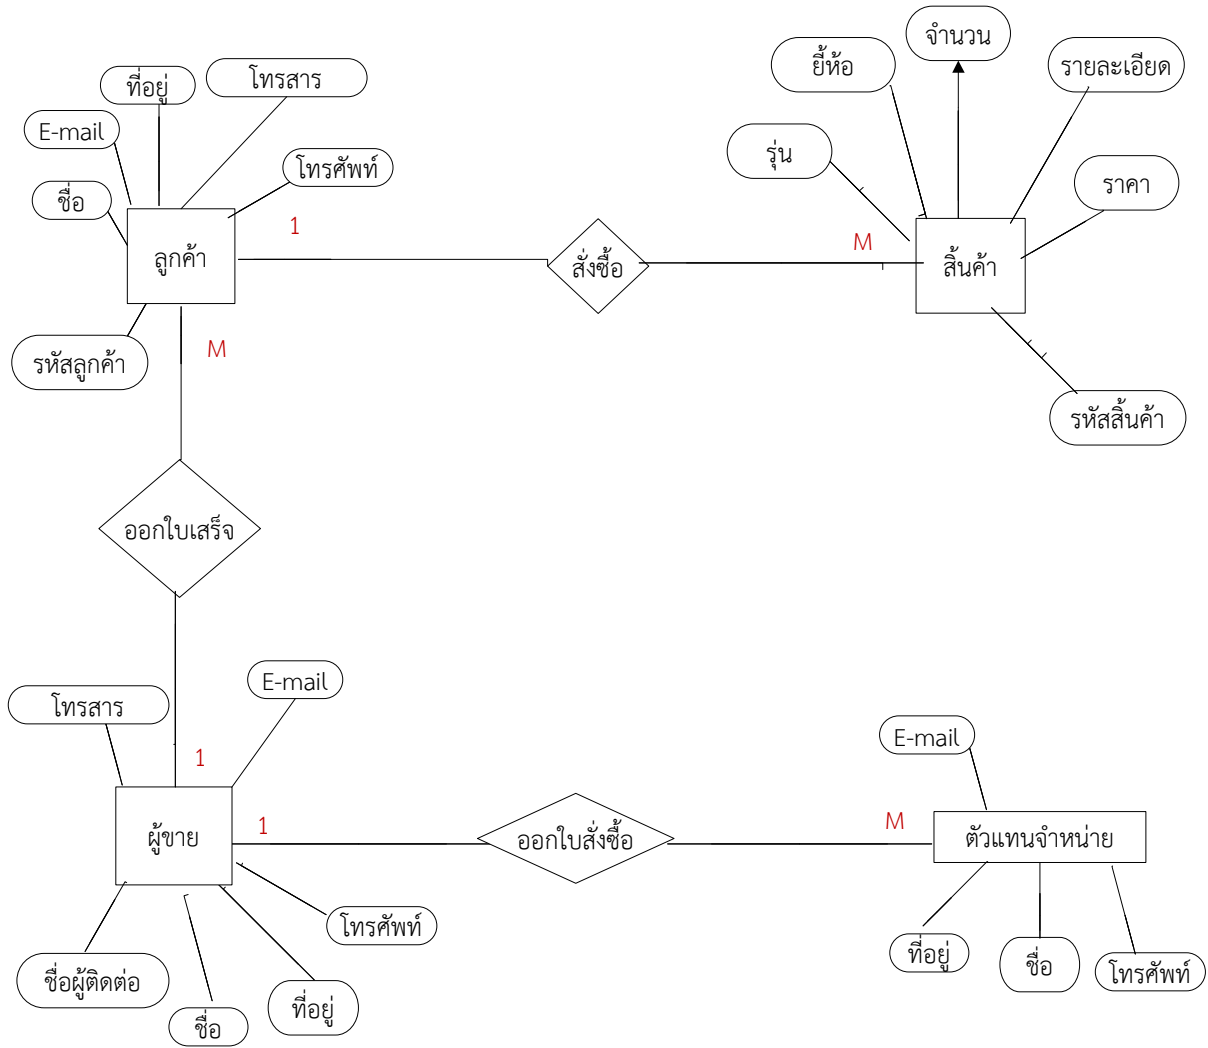 จำนวน
ยี้ห้อ
รายละเอียด
โทรสาร
ที่อยู่
E-mail
รุ่น
โทรศัพท์
ราคา
ชื่อ
1
M
ลูกค้า
สั่งซื้อ
สิ้นค้า
M
รหัสลูกค้า
รหัสสิ้นค้า
ออกใบเสร็จ
E-mail
โทรสาร
E-mail
1
1
M
ผู้ขาย
ออกใบสั่งซื้อ
ตัวแทนจำหน่าย
โทรศัพท์
ที่อยู่
ชื่อ
โทรศัพท์
ชื่อผู้ติดต่อ
ที่อยู่
ชื่อ